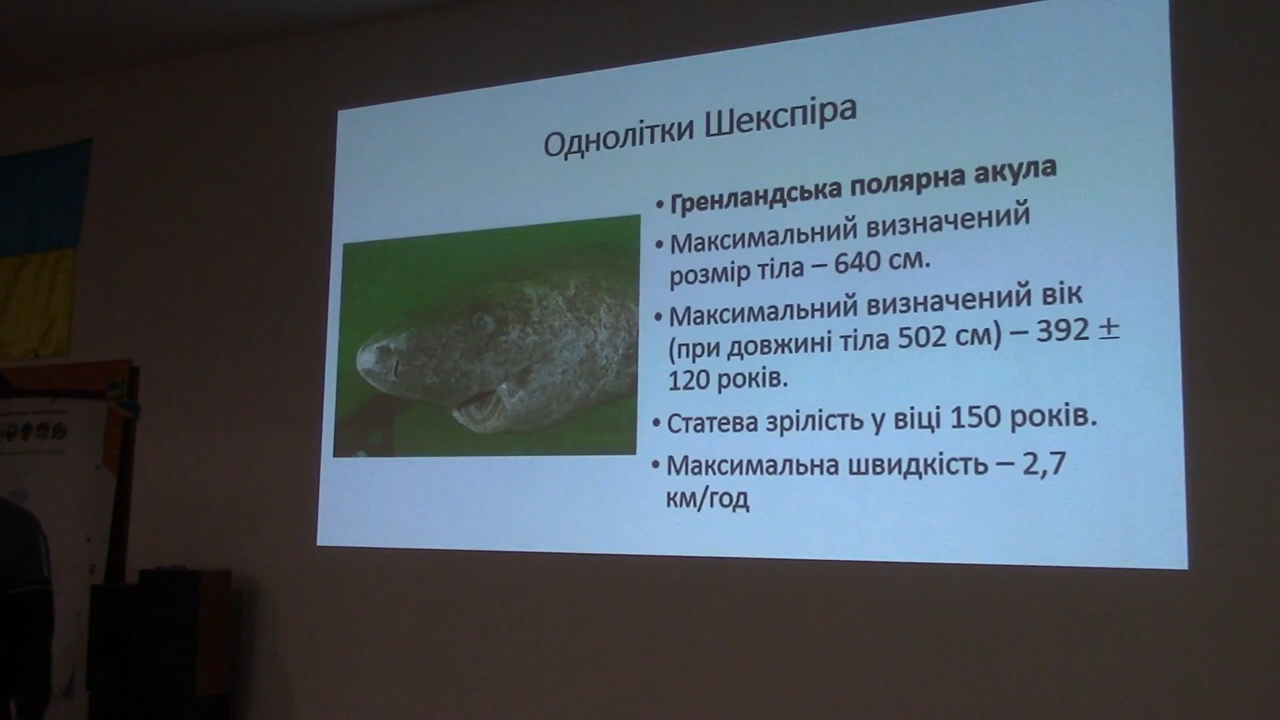 Однолітки Шекспіра
• Гренландська полярна акула
• Максимальний визначений
розмір тіла – 640 см.
• Максимальний визначений вік
(при довжині тіла 502 см) – 392 ±
120 років.
• Статева зрілість у віці 150 років.
• Максимальна швидкість – 2,7
км/год